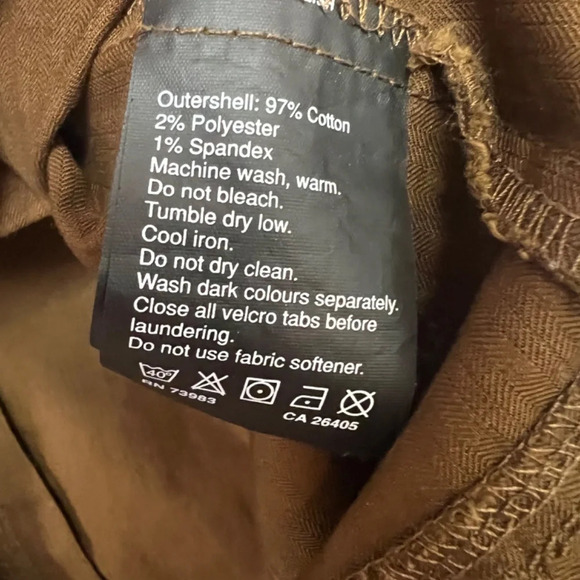 Outershell: 97% Cotton
2% Polyester
1% Spandex
Machine wash, warm.
Do not bleach.
Tumble dry low.
Cool iron.
Do not dry clean.
Wash dark colours separately.
Close all velcro tabs before
laundering.
Do not use fabric softener.
40°
RN 73983
CA 26405